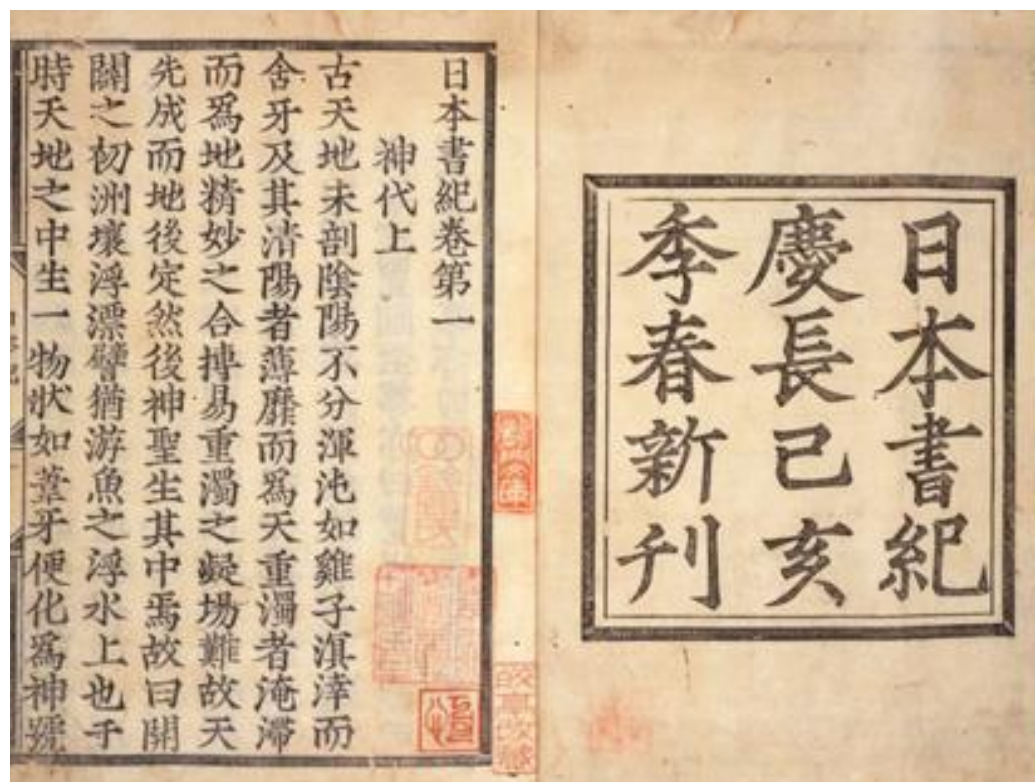 日本書紀
慶長己亥
季春新刊
日本書紀卷第一
神代上
古天地未剖陰陽不分渾沌如雞子溟涬而
含牙及其清陽者薄靡而爲天重濁者淹滯
而爲地精妙之合摶易重濁之凝場難故天
先成而地後定然後神聖生其中焉故曰開
闢之初洲壤浮漂譬猶游魚之浮水上也于
時天地之中生一物狀如葦牙便化爲神號